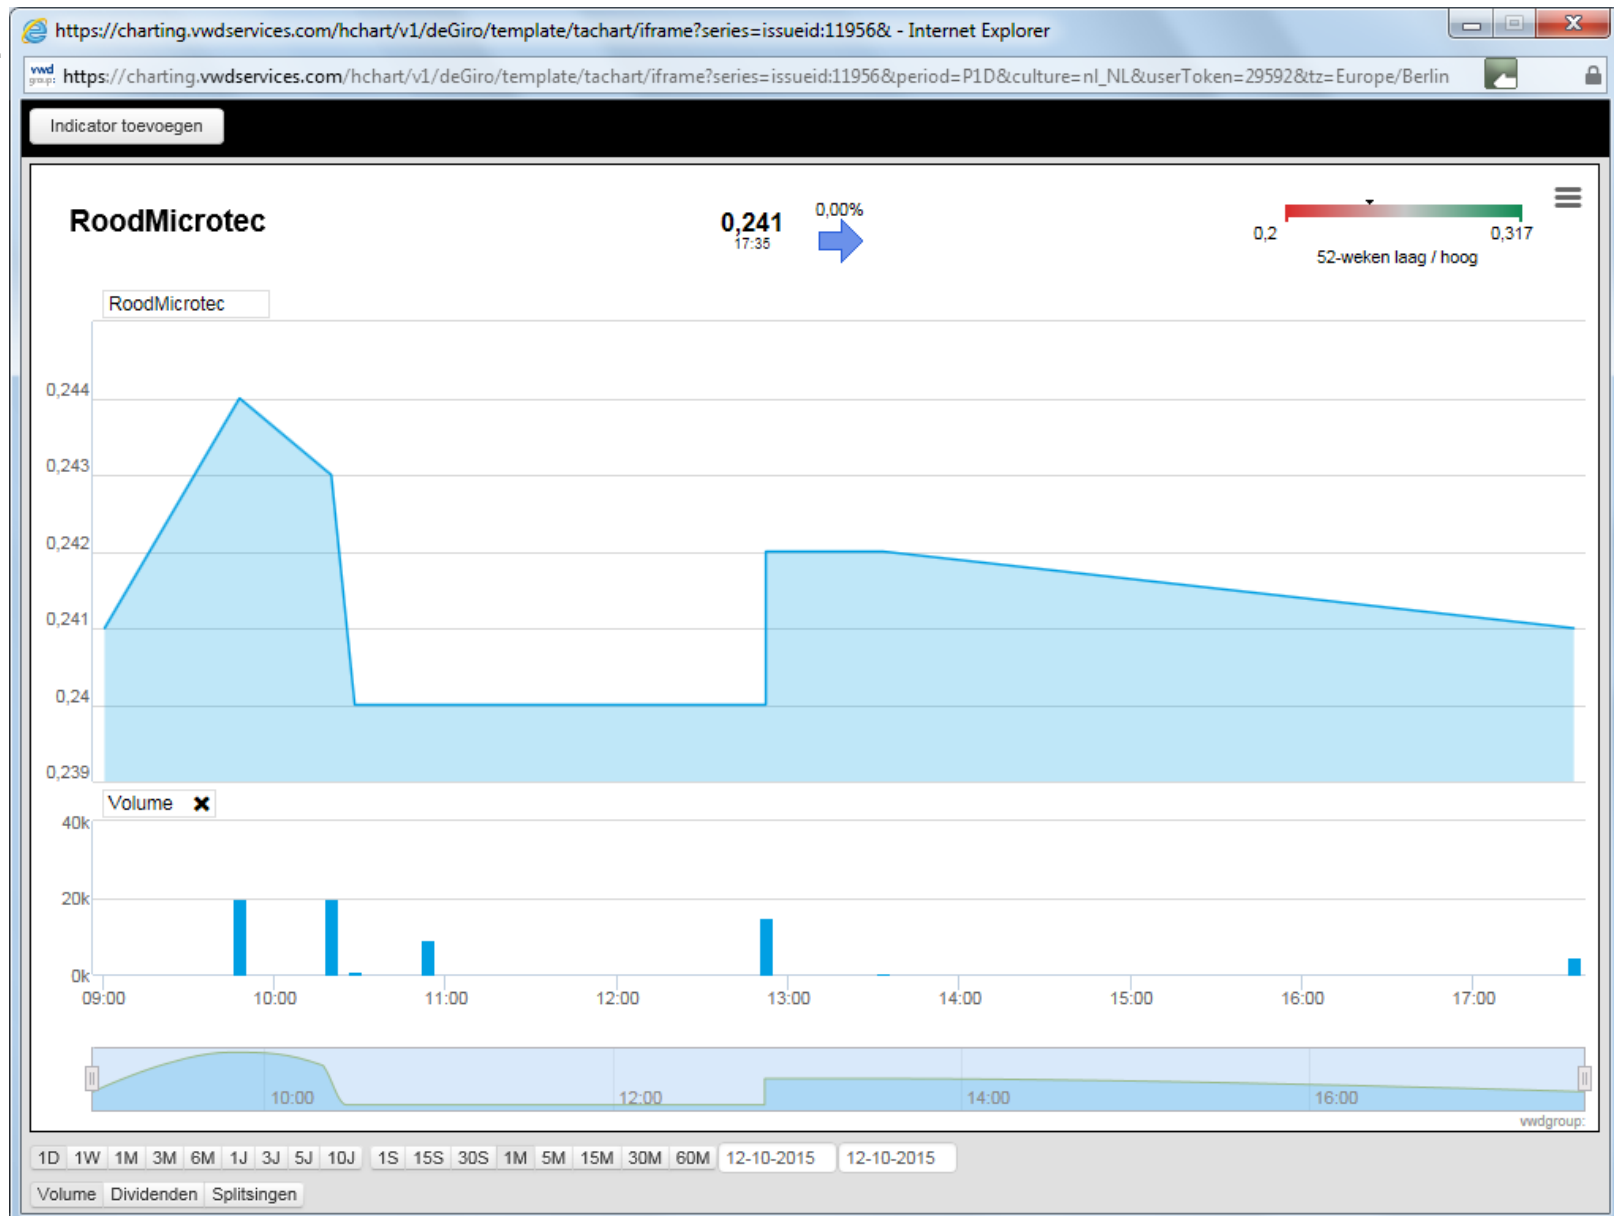 https://charting.vwdservices.com/hchart/v1/deGiro/template/tachart/iframe?series=issueid:11956& - Internet Explorer
vwd group: https://charting.vwdservices.com/hchart/v1/deGiro/template/tachart/iframe?series=issueid:11956&period=P1D&culture=nl_NL&userToken=29592&tz=Europe/Berlin
Indicator toevoegen
RoodMicrotec
0,241
17:35
0,00%
0,2
0,317
52-weken laag / hoog
RoodMicrotec
0,244
0,243
0,242
0,241
0,24
0,239
Volume
40k
20k
0k
09:00 10:00 11:00 12:00 13:00 14:00 15:00 16:00 17:00
10:00 12:00 14:00 16:00
vwdgroup:
1D 1W 1M 3M 6M 1J 3J 5J 10J 1S 15S 30S 1M 5M 15M 30M 60M 12-10-2015 12-10-2015
Volume Dividenden Splitsingen